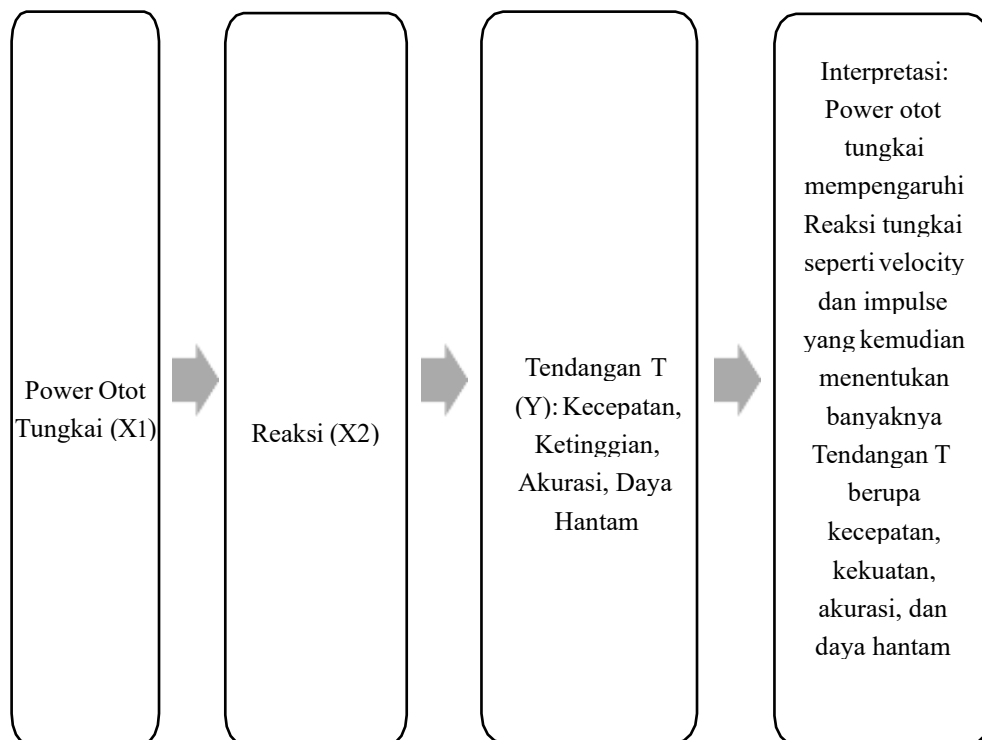 Power Otot
Tungkai (X1)
Reaksi (X2)
Tendangan T
(Y): Kecepatan,
Ketinggian,
Akurasi, Daya
Hantam
Interpretasi:
Power otot
tungkai
mempengaruhi
Reaksi tungkai
seperti velocity
dan impulse
yang kemudian
menentukan
banyaknya
Tendangan T
berupa
kecepatan,
kekuatan,
akurasi, dan
daya hantam